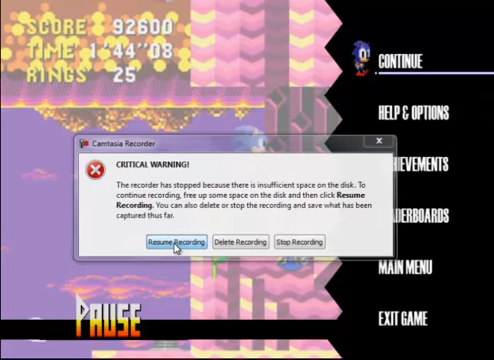 SCORE 92600
TIME 1'44"08
RINGS 25
CONTINUE
HELP & OPTIONS
Camtasia Recorder
CRITICAL WARNING!
The recorder has stopped because there is insufficient space on the disk. To
continue recording, free up some space on the disk and then click Resume
Recording. You can also delete or stop the recording and save what has been
captured thus far.
Resume Recording
Delete Recording
Stop Recording
HIEVEMENTS
DERBOARDS
MAIN MENU
EXIT GAME
PAUSE